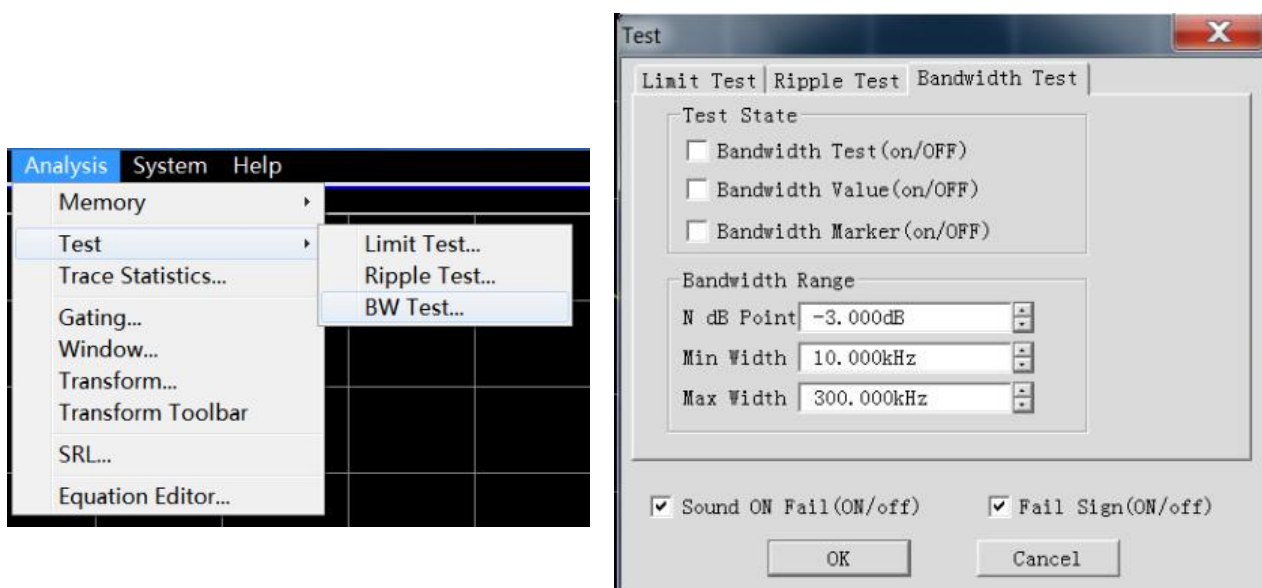 Analysis System Help
Memory
Test
Trace Statistics...
Gating...
Window...
Transform...
Transform Toolbar
SRL...
Equation Editor...
Limit Test...
Ripple Test...
BW Test...
Test
Limit Test Ripple Test Bandwidth Test
Test State
Bandwidth Test(on/OFF)
Bandwidth Value(on/OFF)
Bandwidth Marker(on/OFF)
Bandwidth Range
N dB Point -3.000dB
Min Width 10.000kHz
Max Width 300.000kHz
Sound ON Fail(ON/off) Fail Sign(ON/off)
OK Cancel